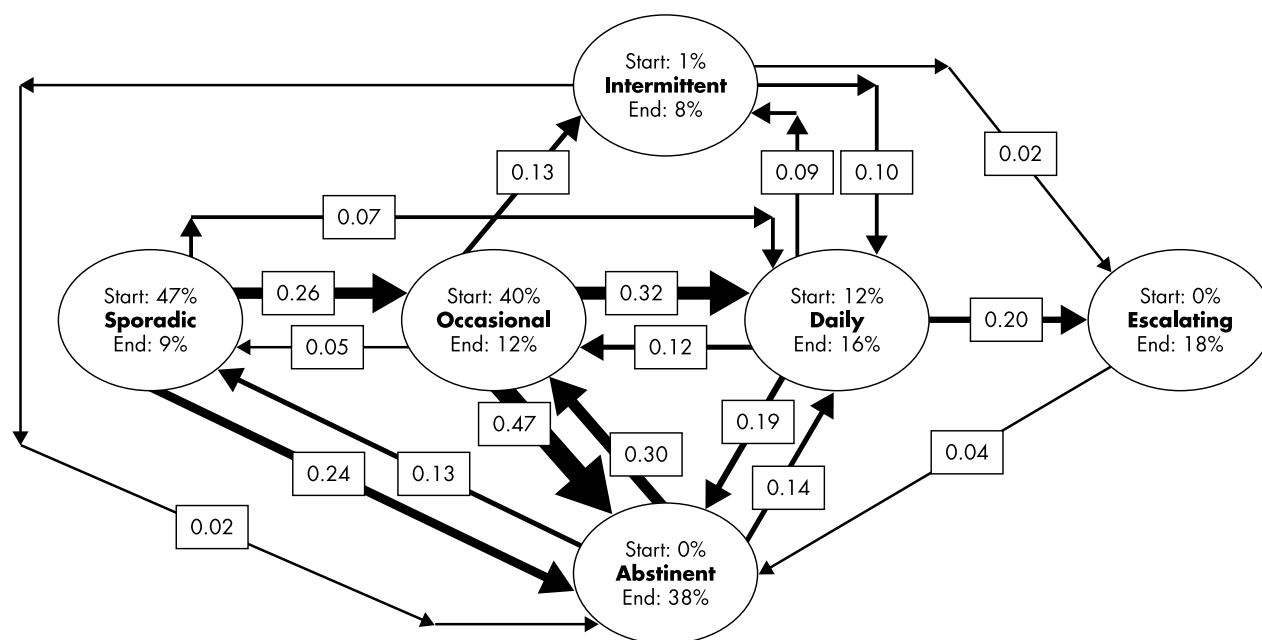 Start: 1%
Intermittent
End: 8%
0.02
0.13
0.09
0.10
0.07
Start: 47%
Sporadic
End: 9%
0.26
0.05
Start: 40%
Occasional
End: 12%
0.32
0.12
Start: 12%
Daily
End: 16%
0.20
Start: 0%
Escalating
End: 18%
0.47
0.19
0.30
0.04
0.24
0.13
0.14
0.02
Start: 0%
Abstinent
End: 38%